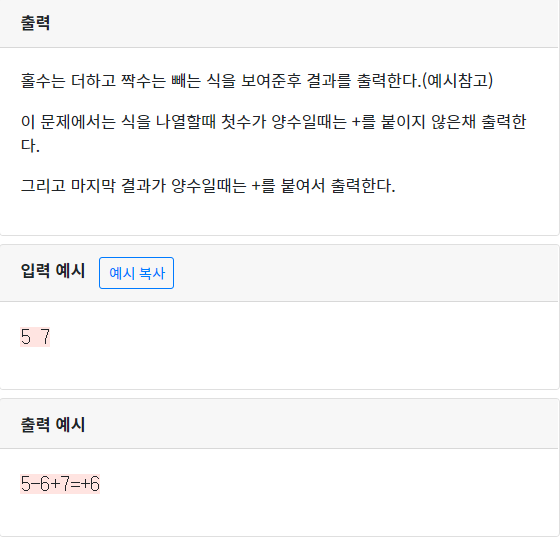 출력
홀수는 더하고 짝수는 빼는 식을 보여준후 결과를 출력한다.(예시참고)
이 문제에서는 식을 나열할때 첫수가 양수일때는 +를 붙이지 않은채 출력한
다.
그리고 마지막 결과가 양수일때는 +를 붙여서 출력한다.
입력 예시 예시 복사
5 7
출력 예시
5-6+7=+6